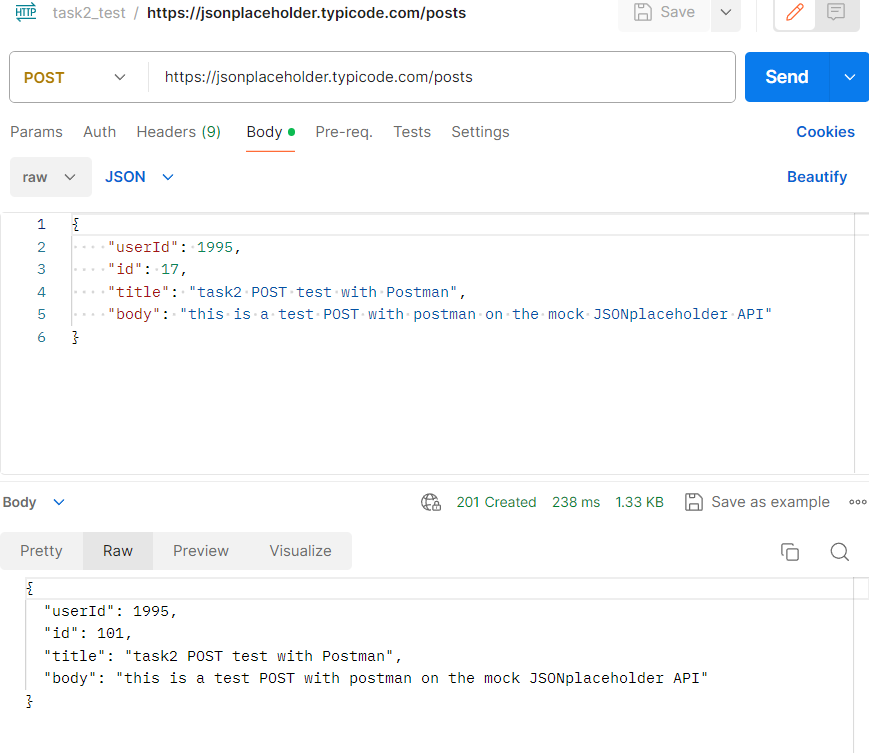 HTTP task2_test / https://jsonplaceholder.typicode.com/posts Save
POST https://jsonplaceholder.typicode.com/posts Send
Params Auth Headers (9) Body Pre-req. Tests Settings Cookies
raw JSON Beautify
1 {
2 "userId": 1995,
3 "id": 17,
4 "title": "task2 POST test with Postman",
5 "body": "this is a test POST with postman on the mock JSONplaceholder API"
6 }
Body 201 Created 238 ms 1.33 KB Save as example
Pretty Raw Preview Visualize
{
"userId": 1995,
"id": 101,
"title": "task2 POST test with Postman",
"body": "this is a test POST with postman on the mock JSONplaceholder API"
}